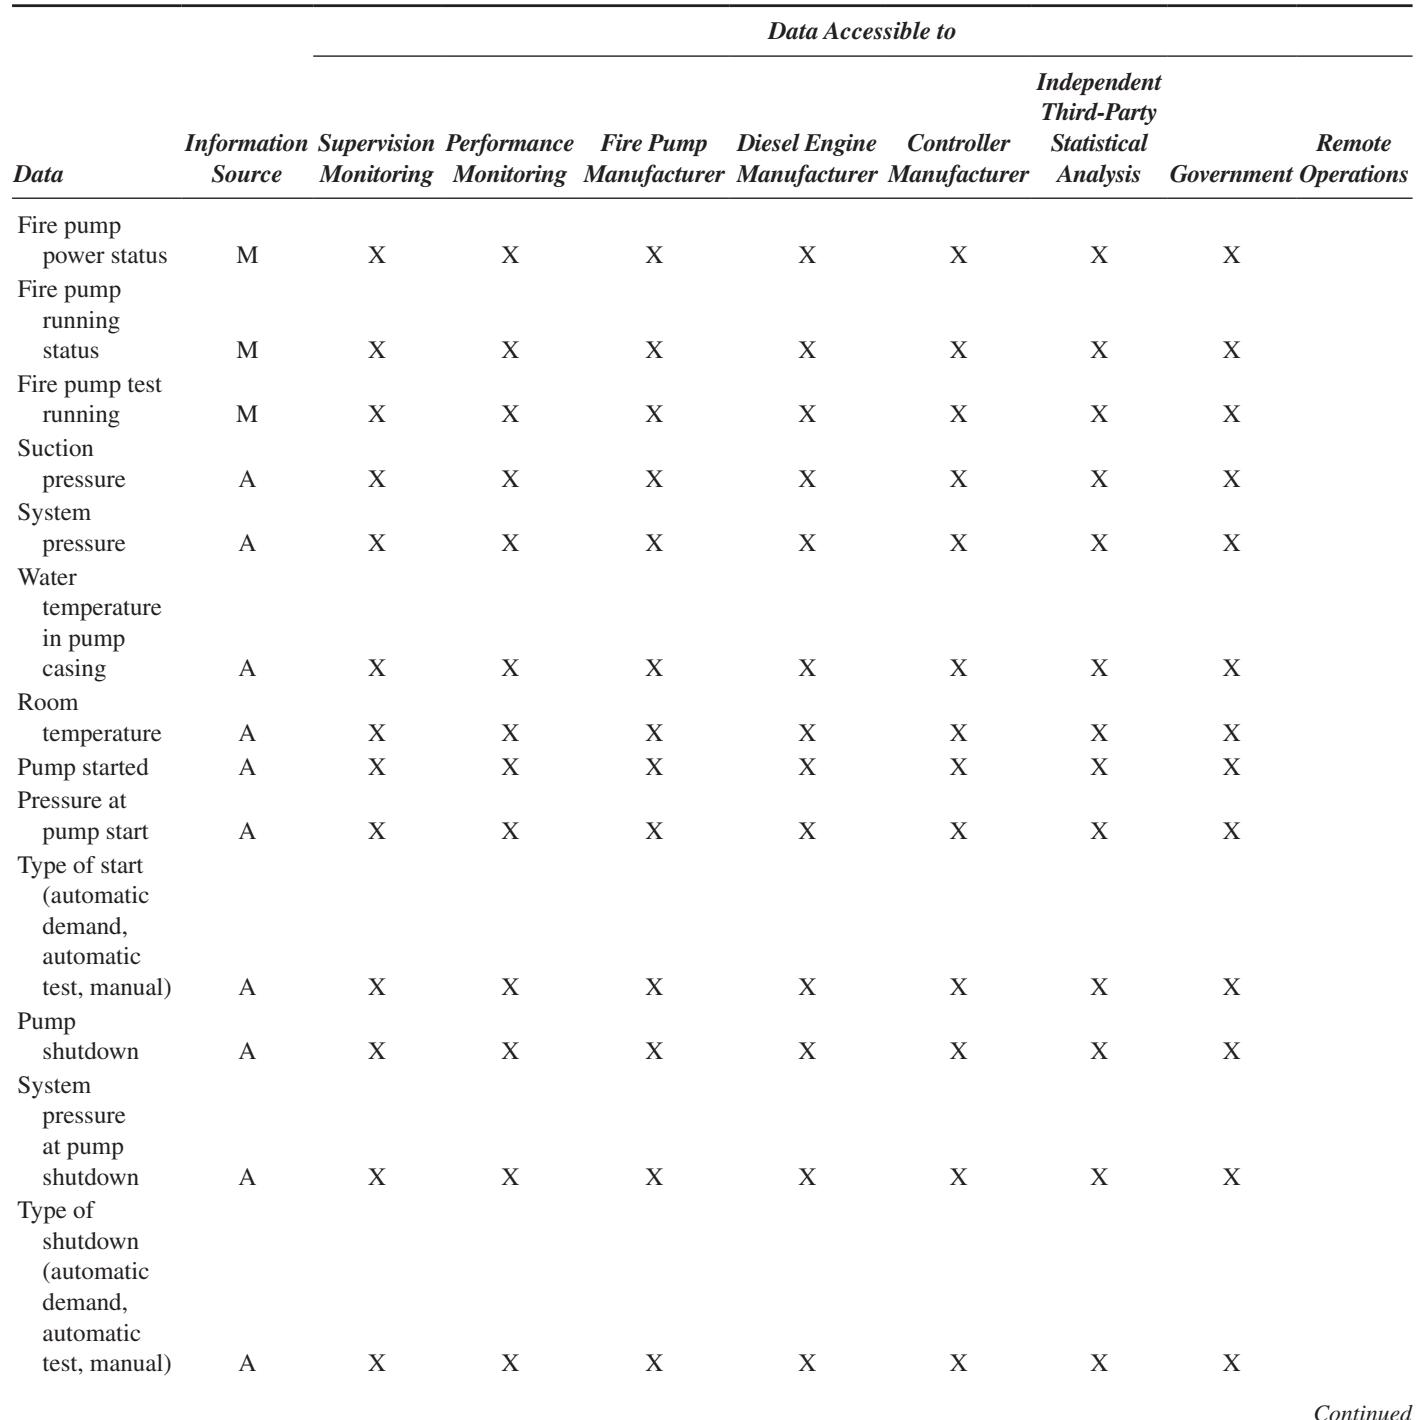 Data Accessible to
Independent
Third-Party
Information Supervision Performance Fire Pump Diesel Engine Controller Statistical Remote
Data Source Monitoring Monitoring Manufacturer Manufacturer Manufacturer Analysis Government Operations
Fire pump
power status M X X X X X X X
Fire pump
running
status M X X X X X X X
Fire pump test
running M X X X X X X X
Suction
pressure A X X X X X X X
System
pressure A X X X X X X X
Water
temperature
in pump
casing A X X X X X X X
Room
temperature A X X X X X X X
Pump started A X X X X X X X
Pressure at
pump start A X X X X X X X
Type of start
(automatic
demand,
automatic
test, manual) A X X X X X X X
Pump
shutdown A X X X X X X X
System
pressure
at pump
shutdown A X X X X X X X
Type of
shutdown
(automatic
demand,
automatic
test, manual) A X X X X X X X
Continued